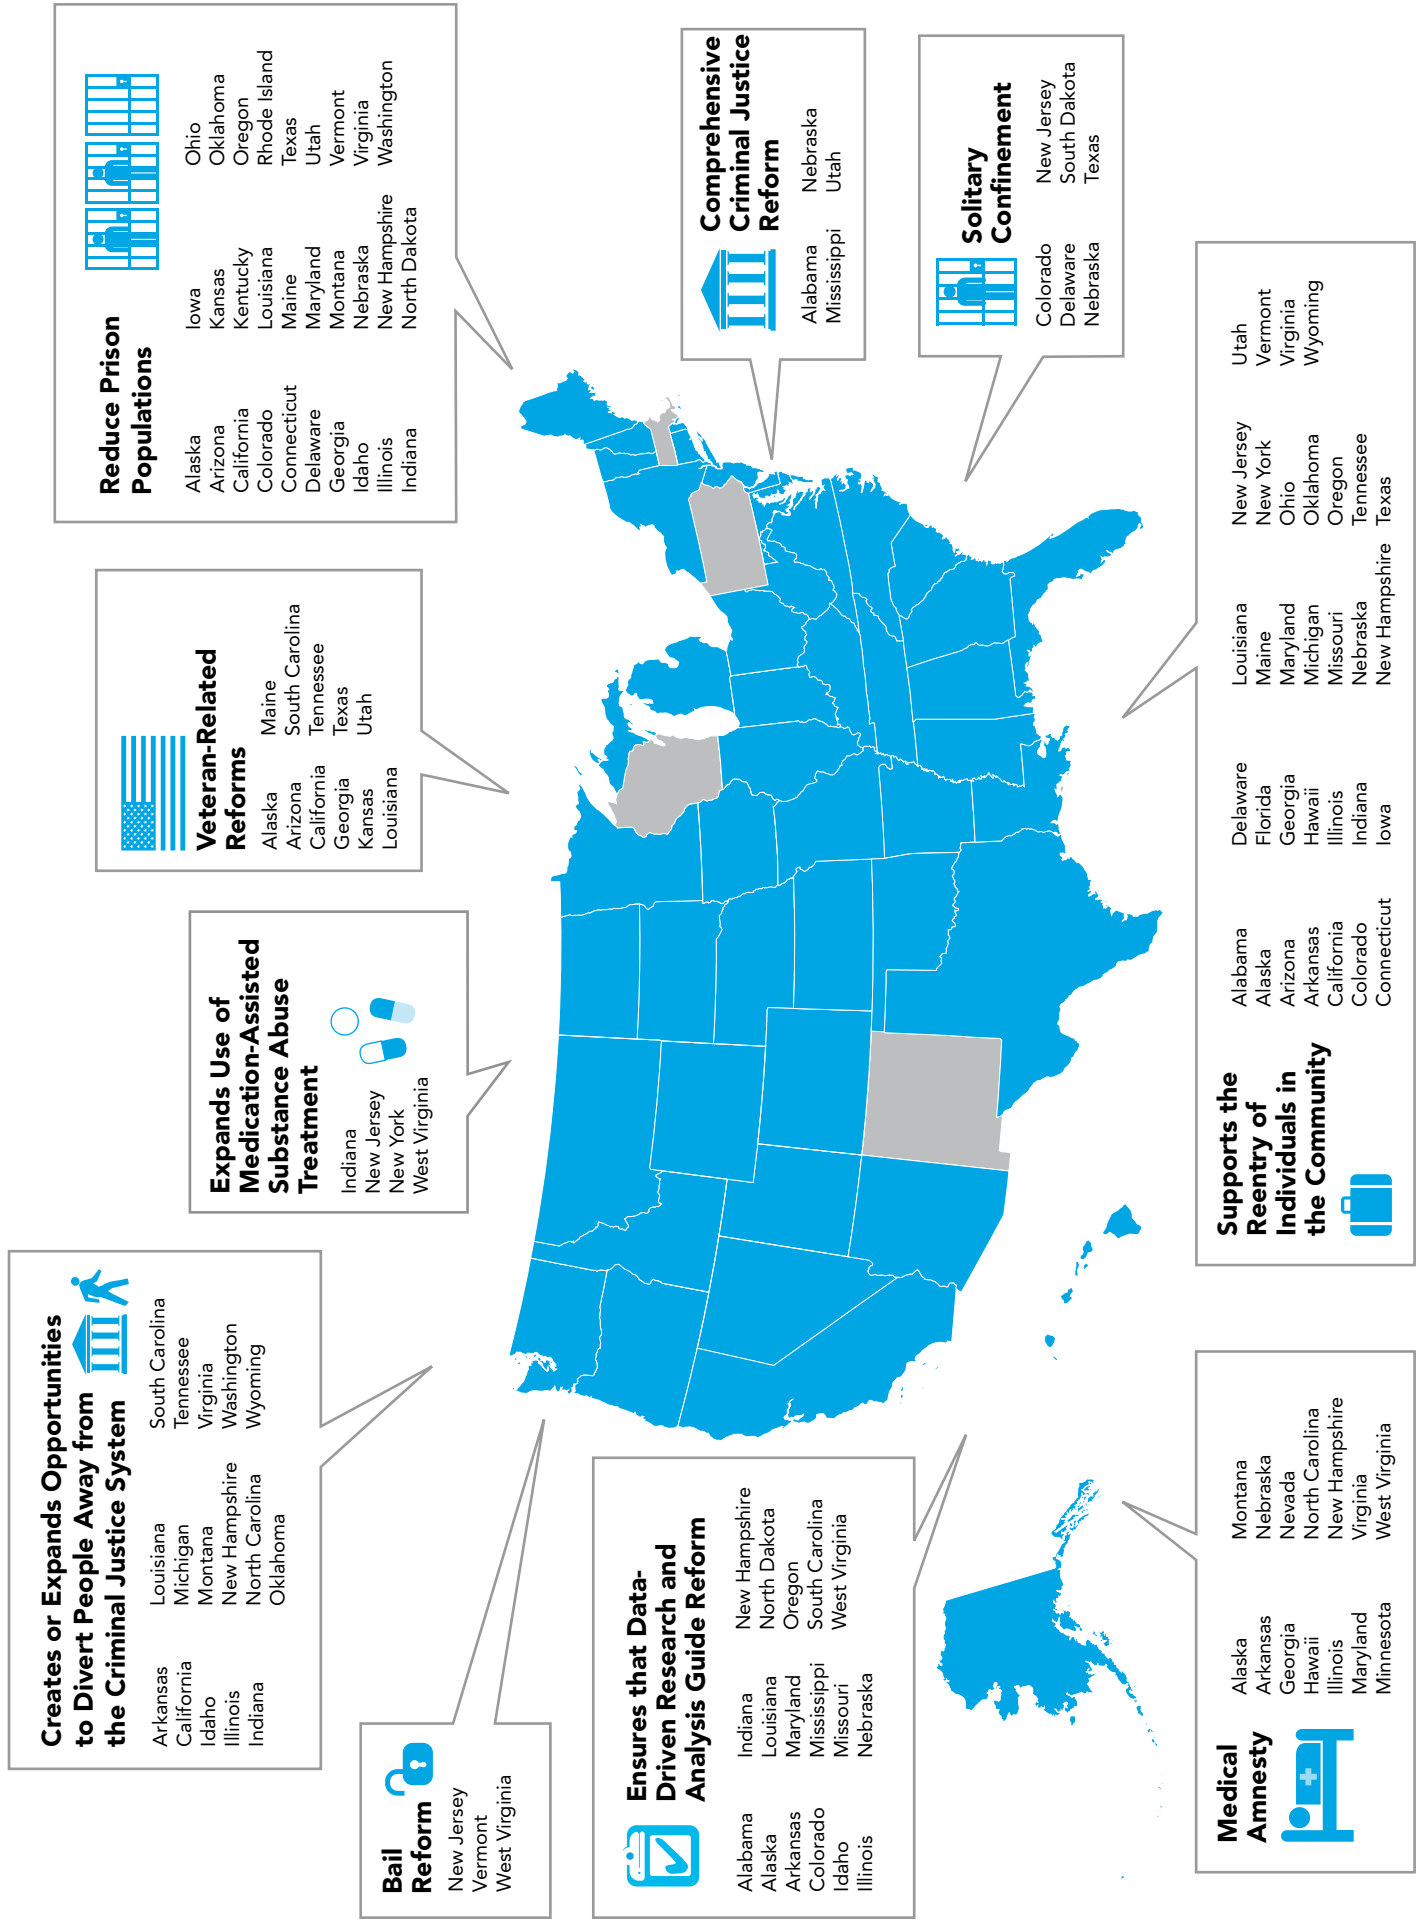 Bail
Reform
New Jersey
Vermont
West Virginia
Creates or Expands Opportunities
to Divert People Away from
the Criminal Justice System
Arkansas
California
Idaho
Illinois
Indiana
Louisiana
Michigan
Montana
New Hampshire
North Carolina
Oklahoma
South Carolina
Tennessee
Virginia
Washington
Wyoming
Expands Use of
Medication-Assisted
Substance Abuse
Treatment
Indiana
New Jersey
New York
West Virginia
Veteran-Related
Reforms
Alaska
Arizona
California
Georgia
Kansas
Louisiana
Maine
South Carolina
Tennessee
Texas
Utah
Reduce Prison
Populations
Alaska
Arizona
California
Colorado
Connecticut
Delaware
Georgia
Idaho
Illinois
Indiana
Iowa
Kansas
Kentucky
Louisiana
Maine
Maryland
Montana
Nebraska
New Hampshire
North Dakota
Ohio
Oklahoma
Oregon
Rhode Island
Texas
Utah
Vermont
Virginia
Washington
Ensures that Data-
Driven Research and
Analysis Guide Reform
Alabama
Alaska
Arkansas
Colorado
Idaho
Illinois
Indiana
Louisiana
Maryland
Mississippi
Missouri
Nebraska
New Hampshire
North Dakota
Oregon
South Carolina
West Virginia
Comprehensive
Criminal Justice
Reform
Alabama
Mississippi
Nebraska
Utah
Solitary
Confinement
Colorado
Delaware
Nebraska
New Jersey
South Dakota
Texas
Medical
Amnesty
Alaska
Arkansas
Georgia
Hawaii
Illinois
Maryland
Minnesota
Montana
Nebraska
Nevada
North Carolina
New Hampshire
Virginia
West Virginia
Supports the
Reentry of
Individuals in
the Community
Alabama
Alaska
Arizona
Arkansas
California
Colorado
Connecticut
Delaware
Florida
Georgia
Hawaii
Illinois
Indiana
Iowa
Louisiana
Maine
Maryland
Michigan
Missouri
Nebraska
New Hampshire
New Jersey
New York
Ohio
Oklahoma
Oregon
Tennessee
Texas
Utah
Vermont
Virginia
Wyoming